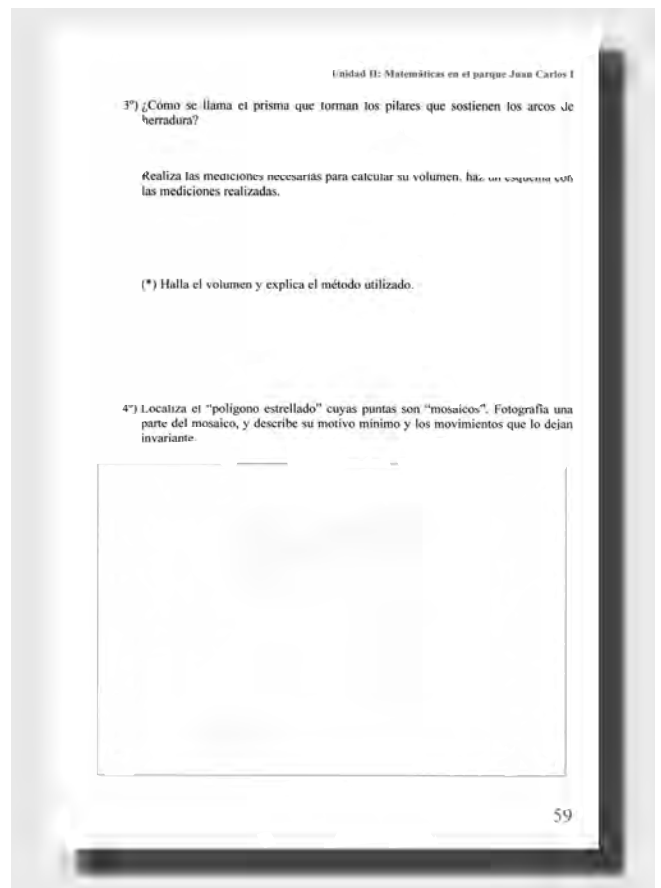 Unidad II: Matemáticas en el parque Juan Carlos I
3º) ¿Cómo se llama el prisma que forman los pilares que sostienen los arcos de
herradura?
Realiza las mediciones necesarias para calcular su volumen, haz un esquema con
las mediciones realizadas.
(*) Halla el volumen y explica el método utilizado.
4º) Localiza el “polígono estrellado” cuyas puntas son “mosaicos”. Fotografía una
parte del mosaico, y describe su motivo mínimo y los movimientos que lo dejan
invariante.
59